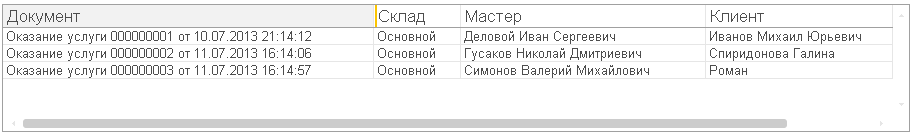 Документ Склад Мастер Клиент
Оказание услуги 000000001 от 10.07.2013 21:14:12 Основной Деловой Иван Сергеевич Иванов Михаил Юрьевич
Оказание услуги 000000002 от 11.07.2013 16:14:06 Основной Гусаков Николай Дмитриевич Спиридонова Галина
Оказание услуги 000000003 от 11.07.2013 16:14:57 Основной Симонов Валерий Михайлович Роман